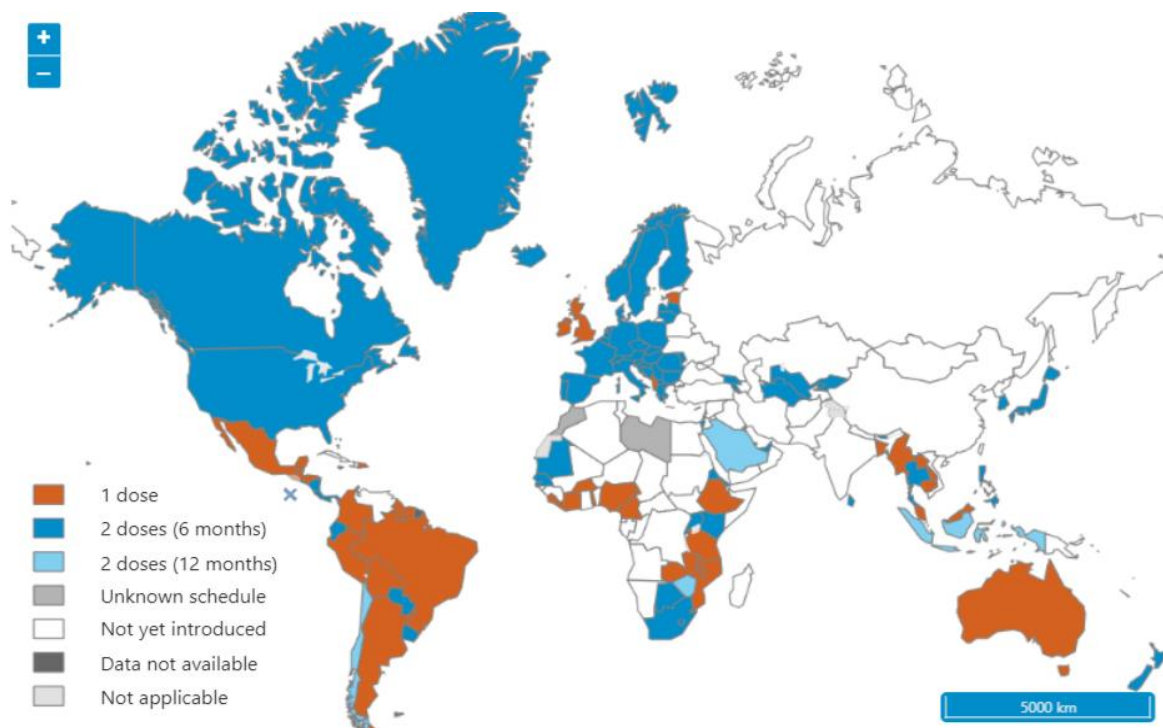 +
−
1 dose
2 doses (6 months)
2 doses (12 months)
Unknown schedule
Not yet introduced
Data not available
Not applicable
5000 km